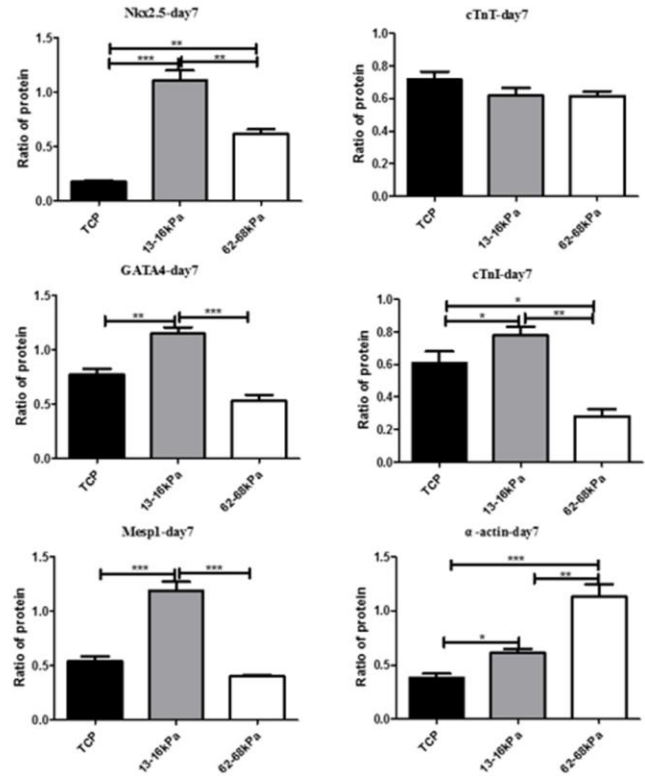 Nkx2.5-day7
**
***
**
Ratio of protein
1.5
1.0
0.5
0.0
TCP
13-16kPa
62-68kPa
cTnT-day7
Ratio of protein
1.0
0.8
0.6
0.4
0.2
0.0
TCP
13-16kPa
62-68kPa
GATA4-day7
**
***
Ratio of protein
1.5
1.0
0.5
0.0
TCP
13-16kPa
62-68kPa
cTnI-day7
*
*
**
Ratio of protein
1.0
0.8
0.6
0.4
0.2
0.0
TCP
13-16kPa
62-68kPa
Mesp1-day7
***
***
Ratio of protein
1.5
1.0
0.5
0.0
TCP
13-16kPa
62-68kPa
α-actin-day7
***
**
*
Ratio of protein
1.5
1.0
0.5
0.0
TCP
13-16kPa
62-68kPa